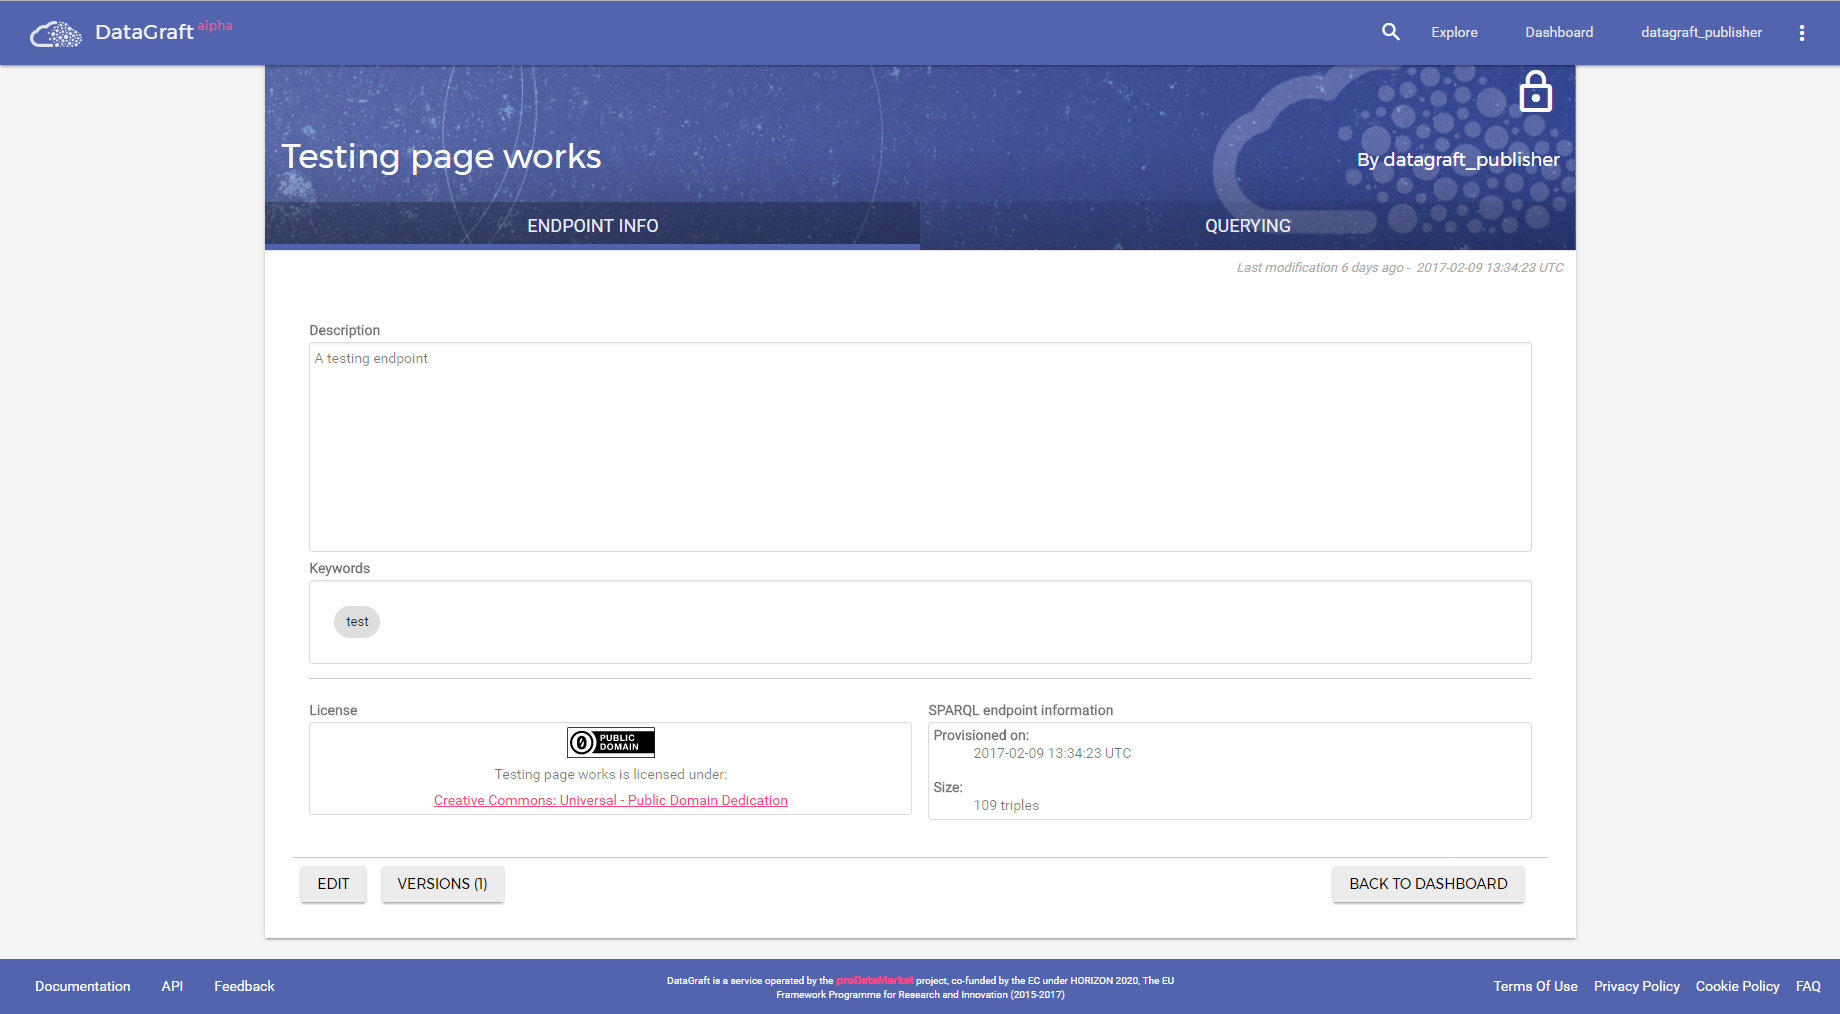 DataGraft alpha
Explore
Dashboard
datagraft_publisher
Testing page works
By datagraft_publisher
ENDPOINT INFO
QUERYING
Last modification 6 days ago - 2017-02-09 13:34:23 UTC
Description
A testing endpoint
Keywords
test
License
PUBLIC
DOMAIN
Testing page works is licensed under:
Creative Commons: Universal - Public Domain Dedication
SPARQL endpoint information
Provisioned on:
2017-02-09 13:34:23 UTC
Size:
109 triples
EDIT
VERSIONS (1)
BACK TO DASHBOARD
Documentation
API
Feedback
DataGraft is a service operated by the proDataMarket project, co-funded by the EC under HORIZON 2020, The EU
Framework Programme for Research and Innovation (2015-2017)
Terms Of Use
Privacy Policy
Cookie Policy
FAQ